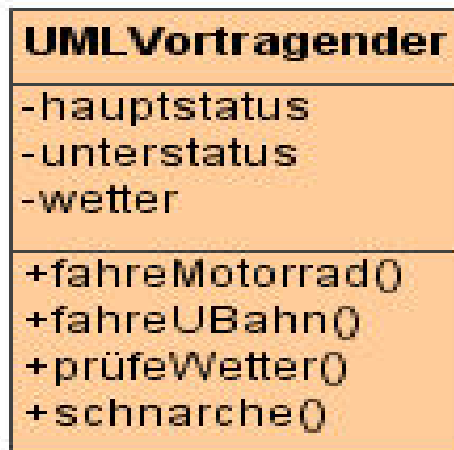 UMLVortragender
-hauptstatus
-unterstatus
-wetter
+fahreMotorrad()
+fahreUBahn()
+prüfeWetter()
+schnarche()